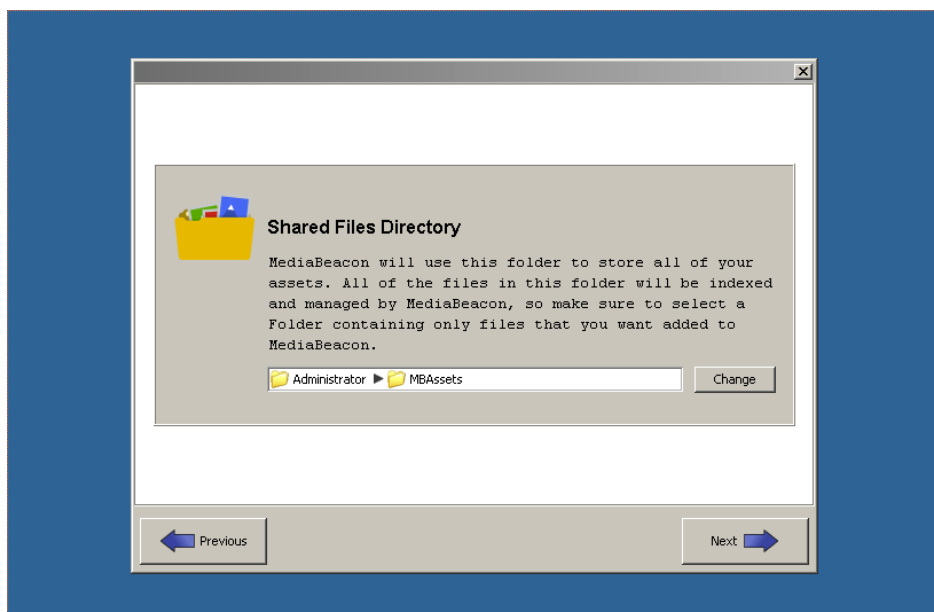 Shared Files Directory
MediaBeacon will use this folder to store all of your
assets. All of the files in this folder will be indexed
and managed by MediaBeacon, so make sure to select a
Folder containing only files that you want added to
MediaBeacon.
Administrator MBAssets Change
Previous Next